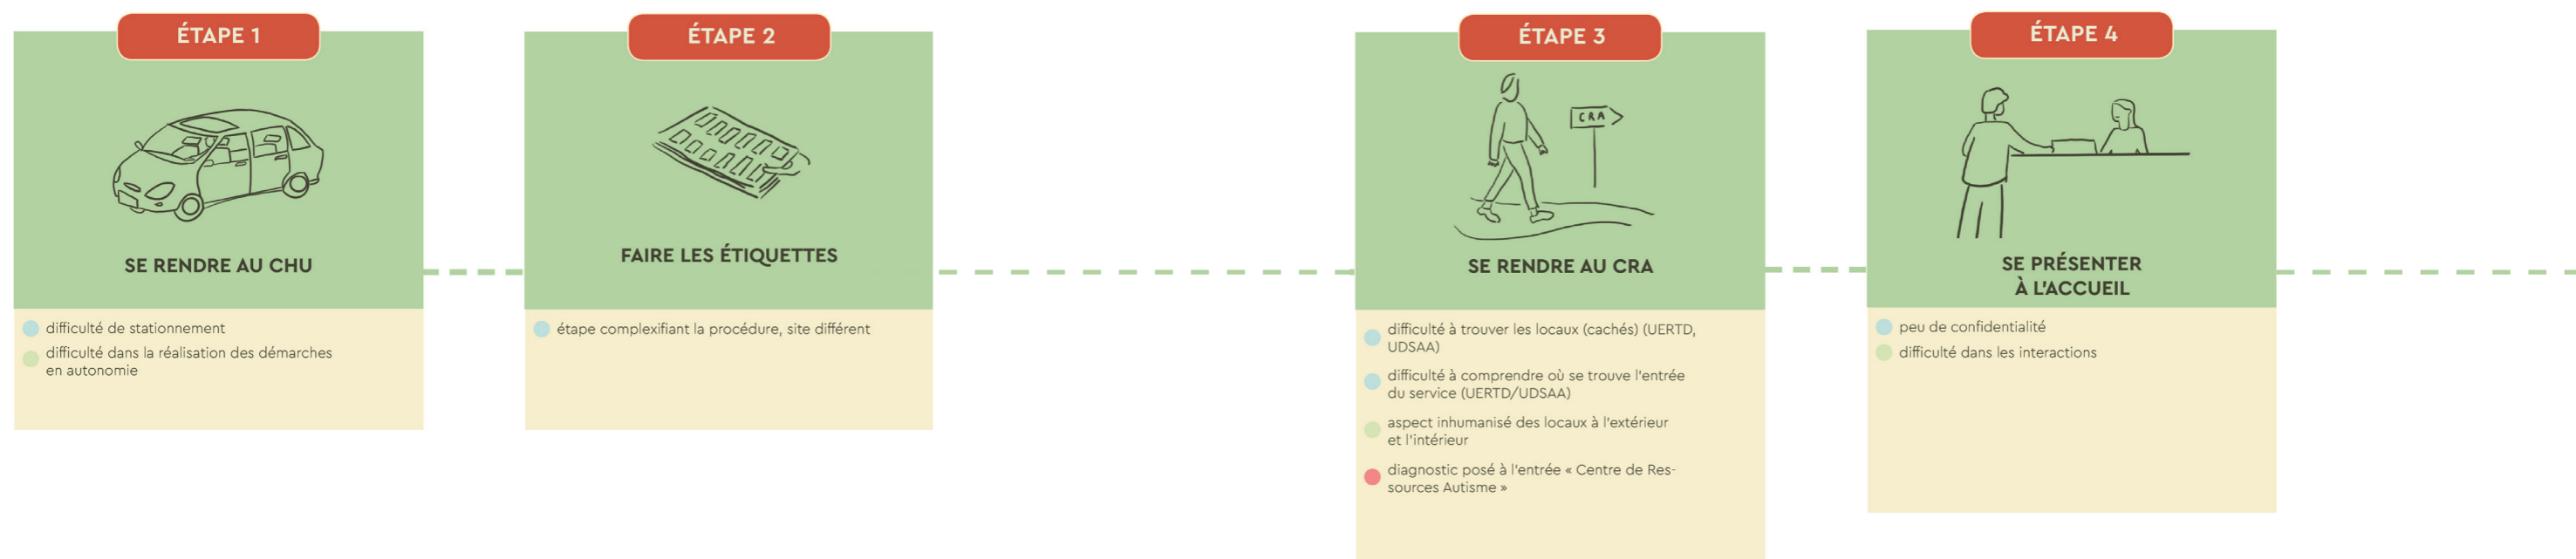 ÉTAPE 1
SE RENDRE AU CHU
difficulté de stationnement
difficulté dans la réalisation des démarches
en autonomie
ÉTAPE 2
FAIRE LES ÉTIQUETTES
étape complexifiant la procédure, site différent
ÉTAPE 3
CRA
SE RENDRE AU CRA
difficulté à trouver les locaux (cachés) (UERTD,
UDSAA)
difficulté à comprendre où se trouve l'entrée
du service (UERTD/UDSAA)
aspect inhumanisé des locaux à l'extérieur
et l'intérieur
diagnostic posé à l'entrée « Centre de Res-
sources Autisme »
ÉTAPE 4
SE PRÉSENTER
À L'ACCUEIL
peu de confidentialité
difficulté dans les interactions